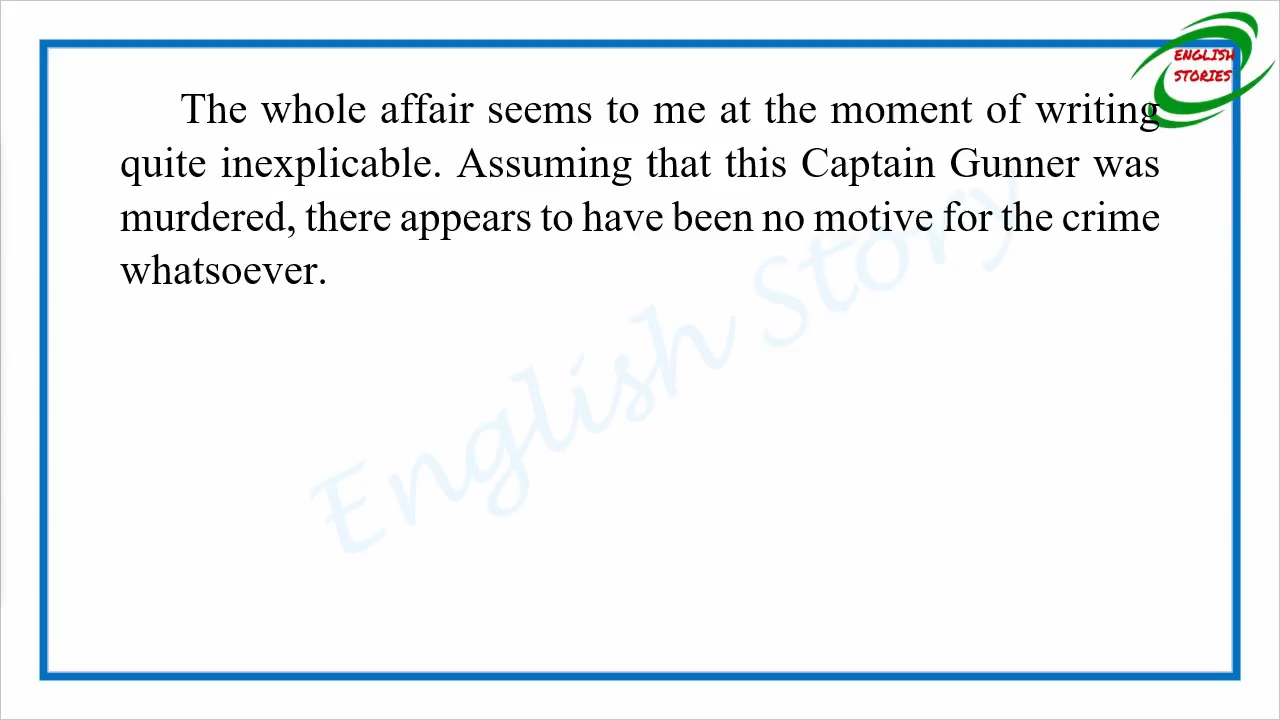 ENGLISH
STORIES
The whole affair seems to me at the moment of writing
quite inexplicable. Assuming that this Captain Gunner was
murdered, there appears to have been no motive for the crime
whatsoever.
English Story